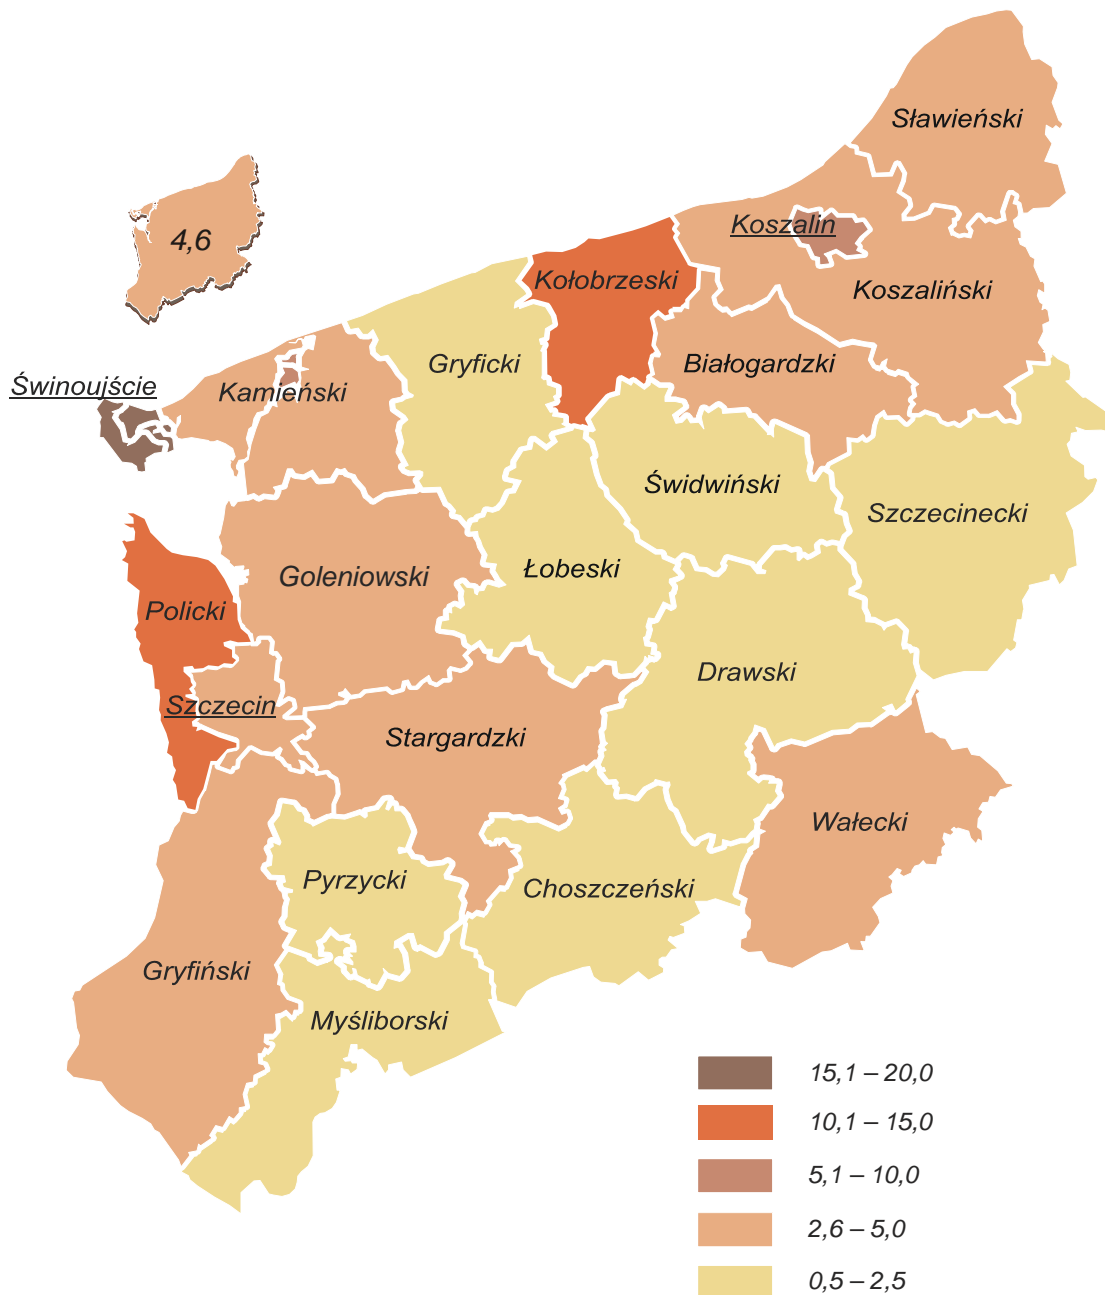 Sławieński
Koszalin
4,6
Kołobrzeski
Koszaliński
Gryficki
Białogardzki
Świnoujście
Kamieński
Świdwiński
Szczecinecki
Łobeski
Goleniowski
Policki
Drawski
Szczecin
Stargardzki
Wałecki
Pyrzycki
Choszczeński
Gryfiński
Myśliborski
15,1 – 20,0
10,1 – 15,0
5,1 – 10,0
2,6 – 5,0
0,5 – 2,5